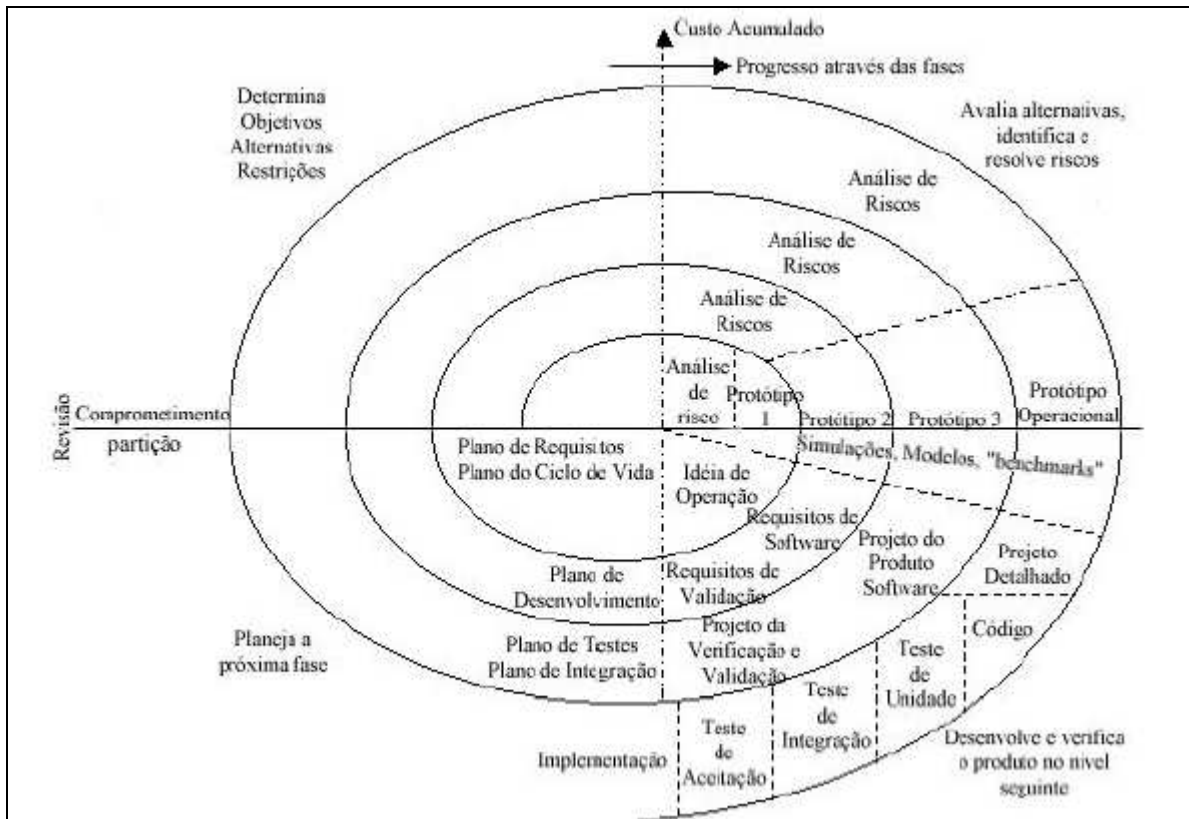 Custo Acumulado
Progresso através das fases
Determina
Objetivos
Alternativas
Restrições
Avalia alternativas,
identifica e
resolve riscos
Análise de
Riscos
Análise de
Riscos
Análise de
Riscos
Análise
de
risco
Protótipo
1
Protótipo 2
Protótipo 3
Protótipo
Operacional
Revisão
Comprometimento
partição
Plano de Requisitos
Plano do Ciclo de Vida
Simulações, Modelos, "benchmarks"
Idéia de
Operação
Requisitos de
Software
Projeto do
Produto
Software
Projeto
Detalhado
Plano de
Desenvolvimento
Requisitos de
Validação
Código
Planeja a
próxima fase
Plano de Testes
Plano de Integração
Projeto da
Verificação e
Validação
Teste
de
Unidade
Teste
de
Integração
Teste
de
Aceitação
Implementação
Desenvolve e verifica
o produto no nível
seguinte